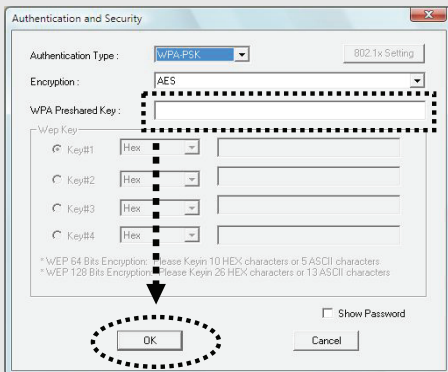 Authentication and Security
Authentication Type : WPA-PSK 802.1x Setting
Encryption : AES
WPA Preshared Key :
Wep Key
Key#1 Hex
Key#2 Hex
Key#3 Hex
Key#4 Hex
* WEP 64 Bits Encryption: Please Keyin 10 HEX characters or 5 ASCII characters
* WEP 128 Bits Encryption: Please Keyin 26 HEX characters or 13 ASCII characters
Show Password
OK Cancel